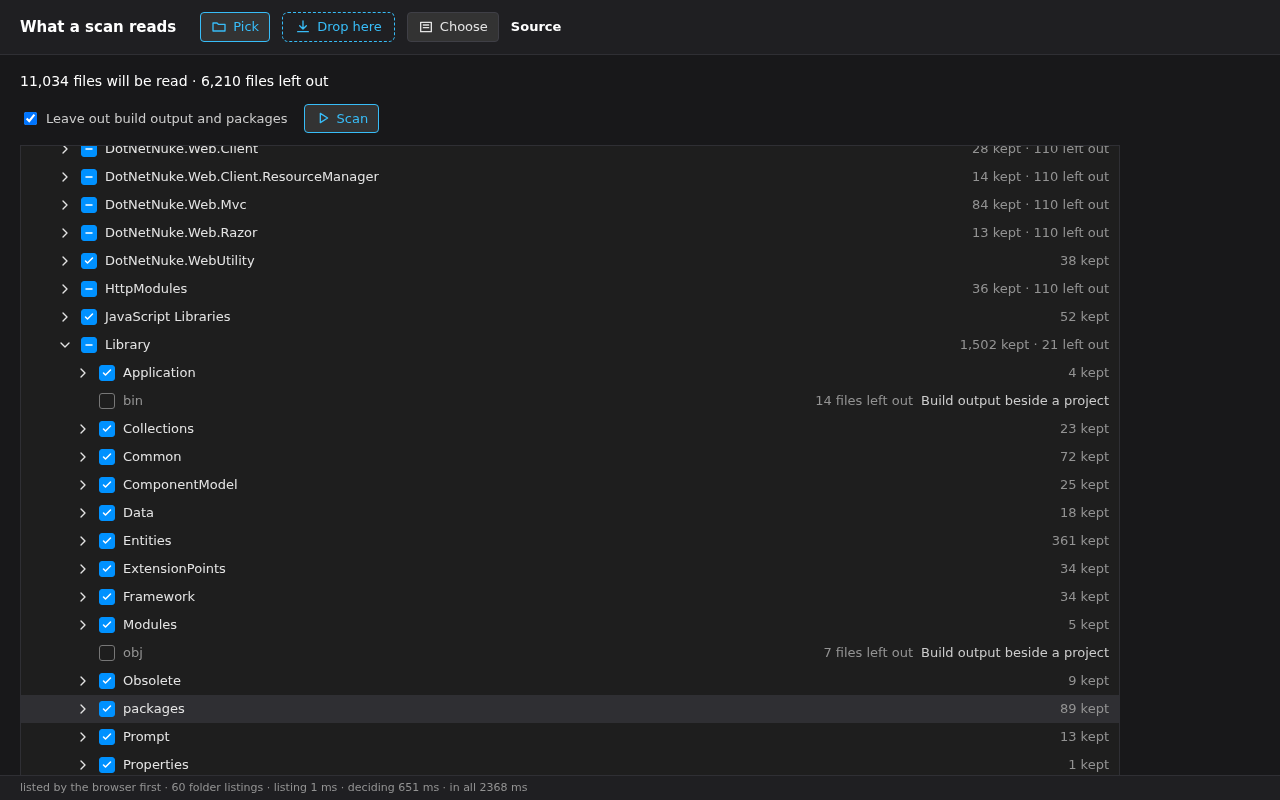 What a scan reads Pick Drop here Choose Source
11,034 files will be read · 6,210 files left out
Leave out build output and packages Scan
DotNetNuke.Web.Client 28 kept · 110 left out
DotNetNuke.Web.Client.ResourceManager 14 kept · 110 left out
DotNetNuke.Web.Mvc 84 kept · 110 left out
DotNetNuke.Web.Razor 13 kept · 110 left out
DotNetNuke.WebUtility 38 kept
HttpModules 36 kept · 110 left out
JavaScript Libraries 52 kept
Library 1,502 kept · 21 left out
Application 4 kept
bin 14 files left out Build output beside a project
Collections 23 kept
Common 72 kept
ComponentModel 25 kept
Data 18 kept
Entities 361 kept
ExtensionPoints 34 kept
Framework 34 kept
Modules 5 kept
obj 7 files left out Build output beside a project
Obsolete 9 kept
packages 89 kept
Prompt 13 kept
Properties 1 kept
listed by the browser first · 60 folder listings · listing 1 ms · deciding 651 ms · in all 2368 ms